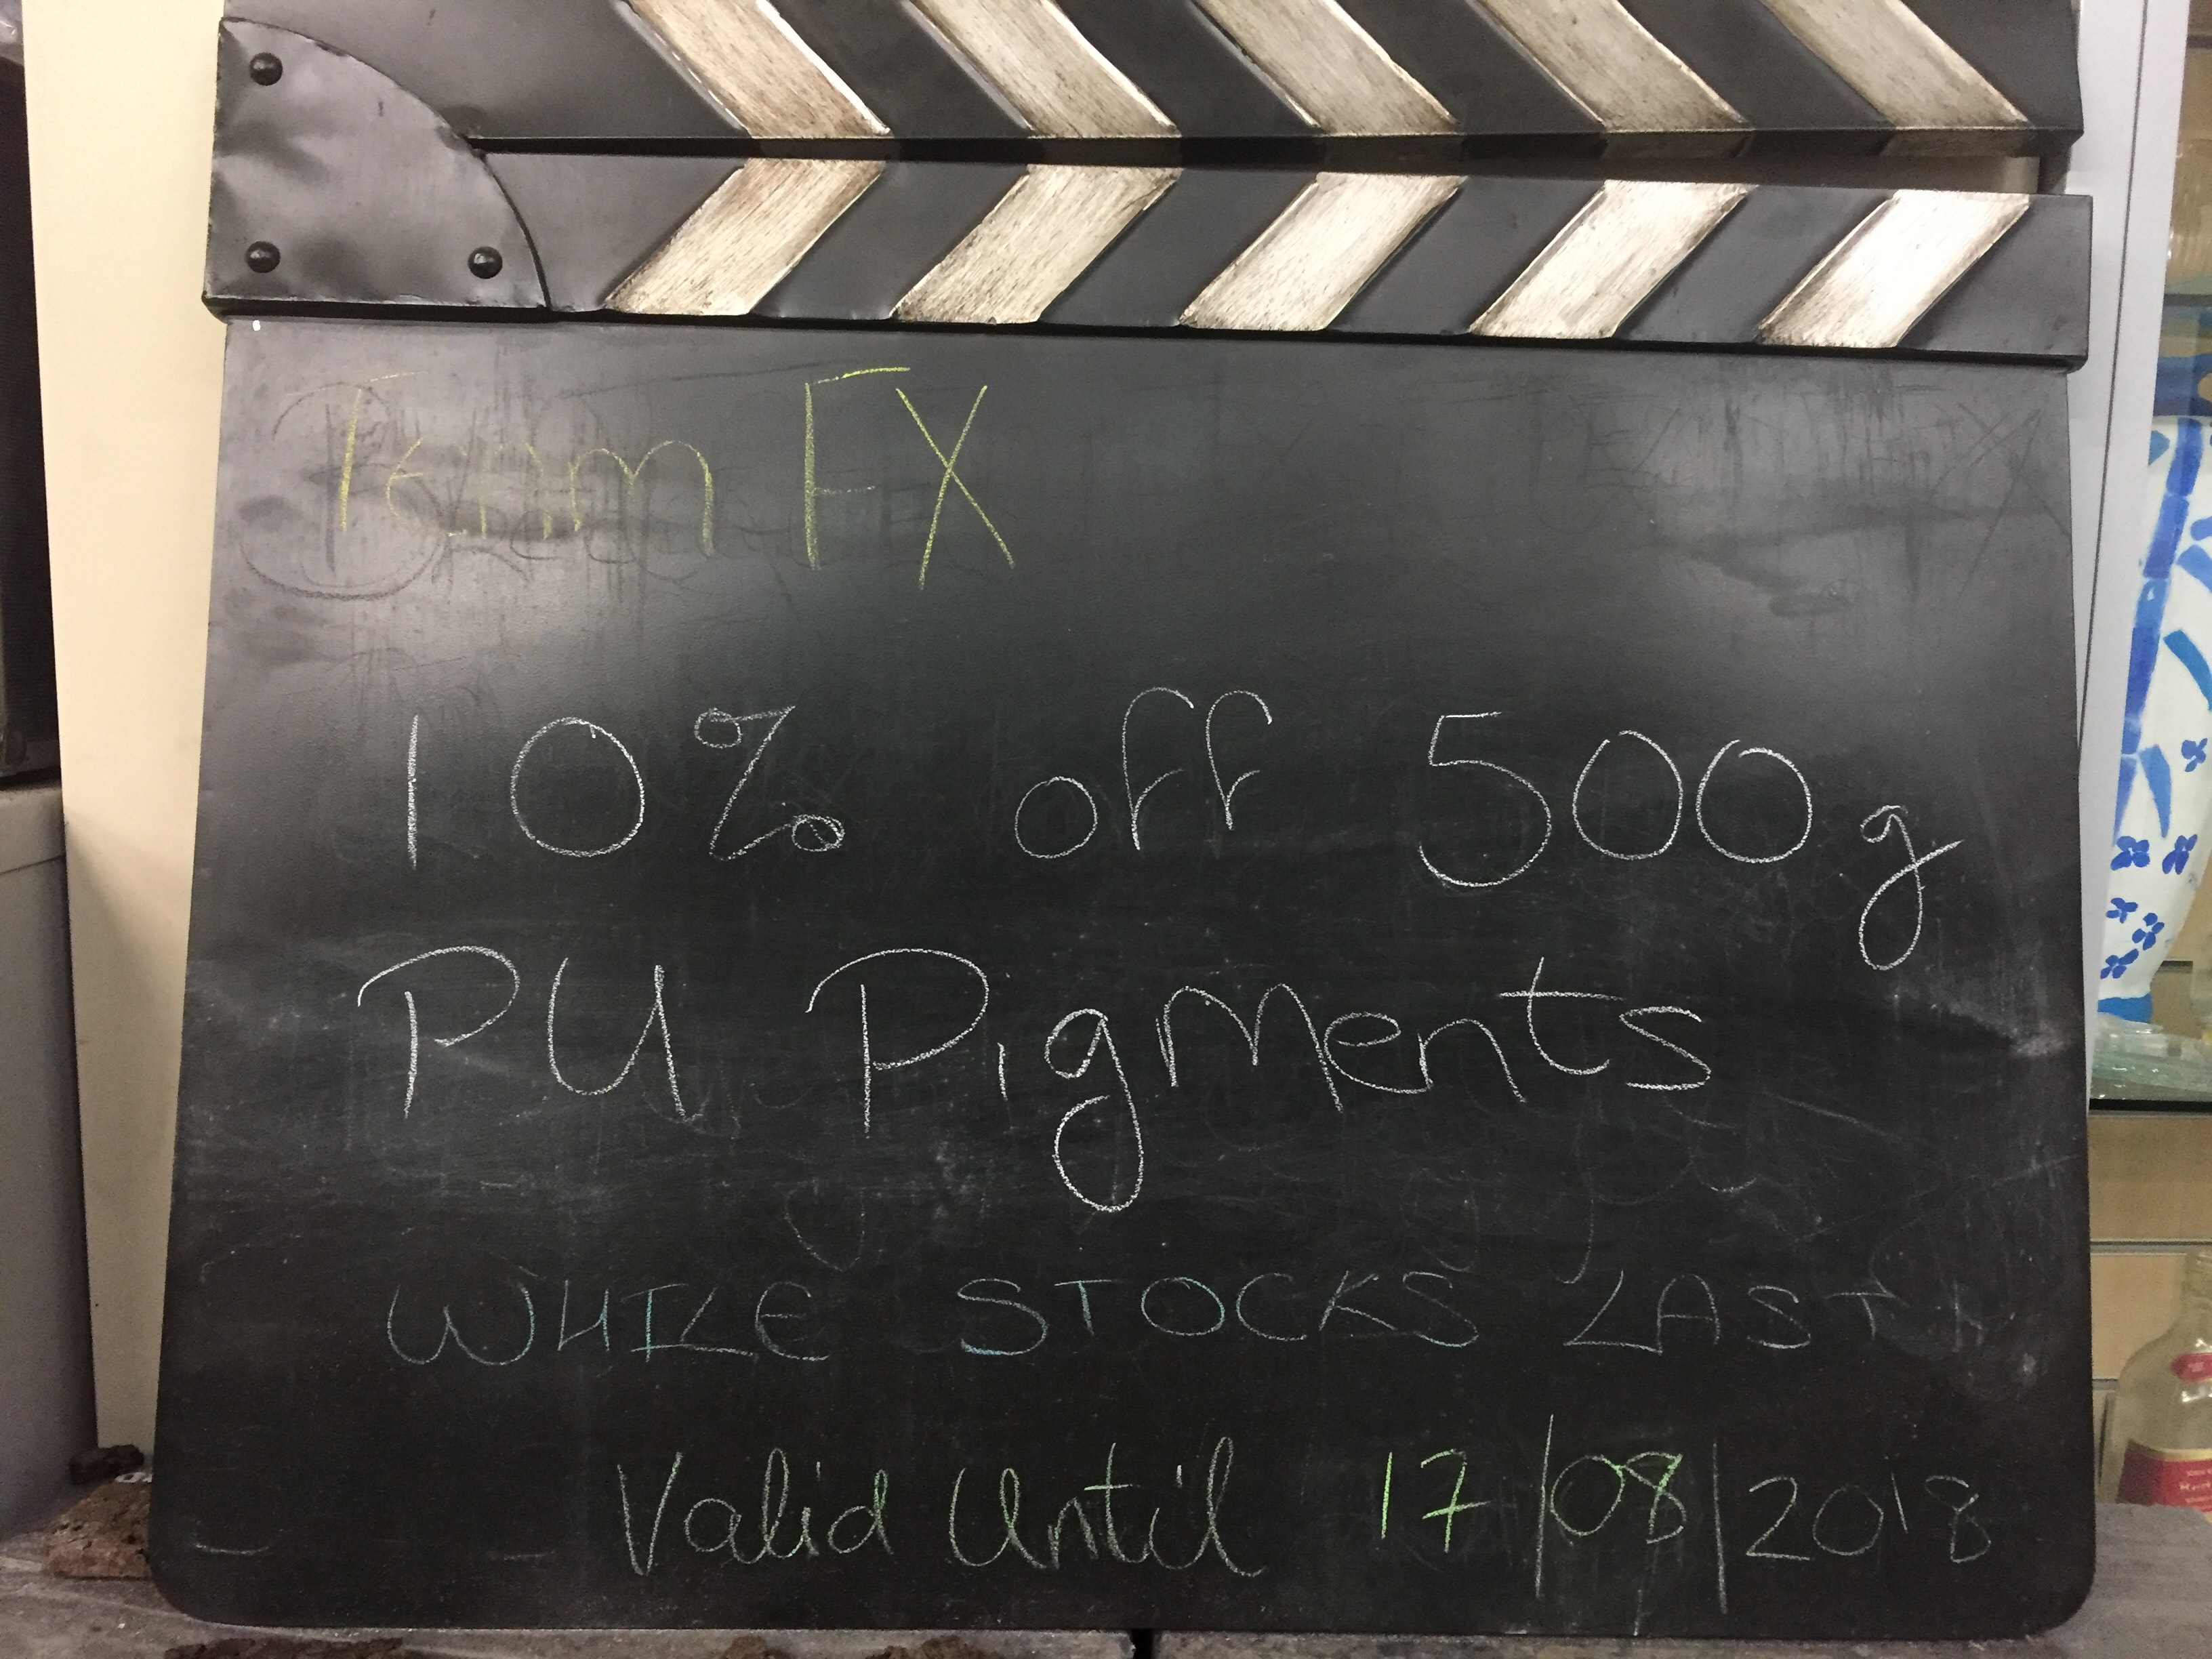 Team FX
10% off 500g
PU Pigments
WHILE STOCKS LAST
Valid Until 17/08/2018